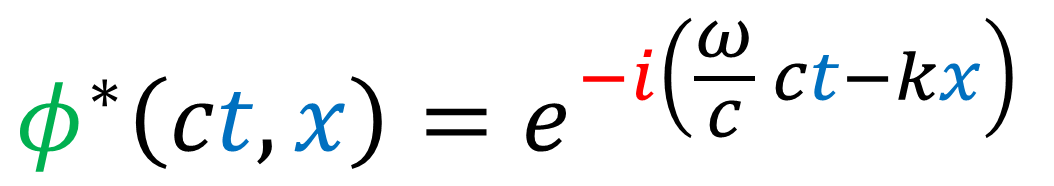 ϕ*(ct, x) = e^{−i(ω/c ct−kx)}